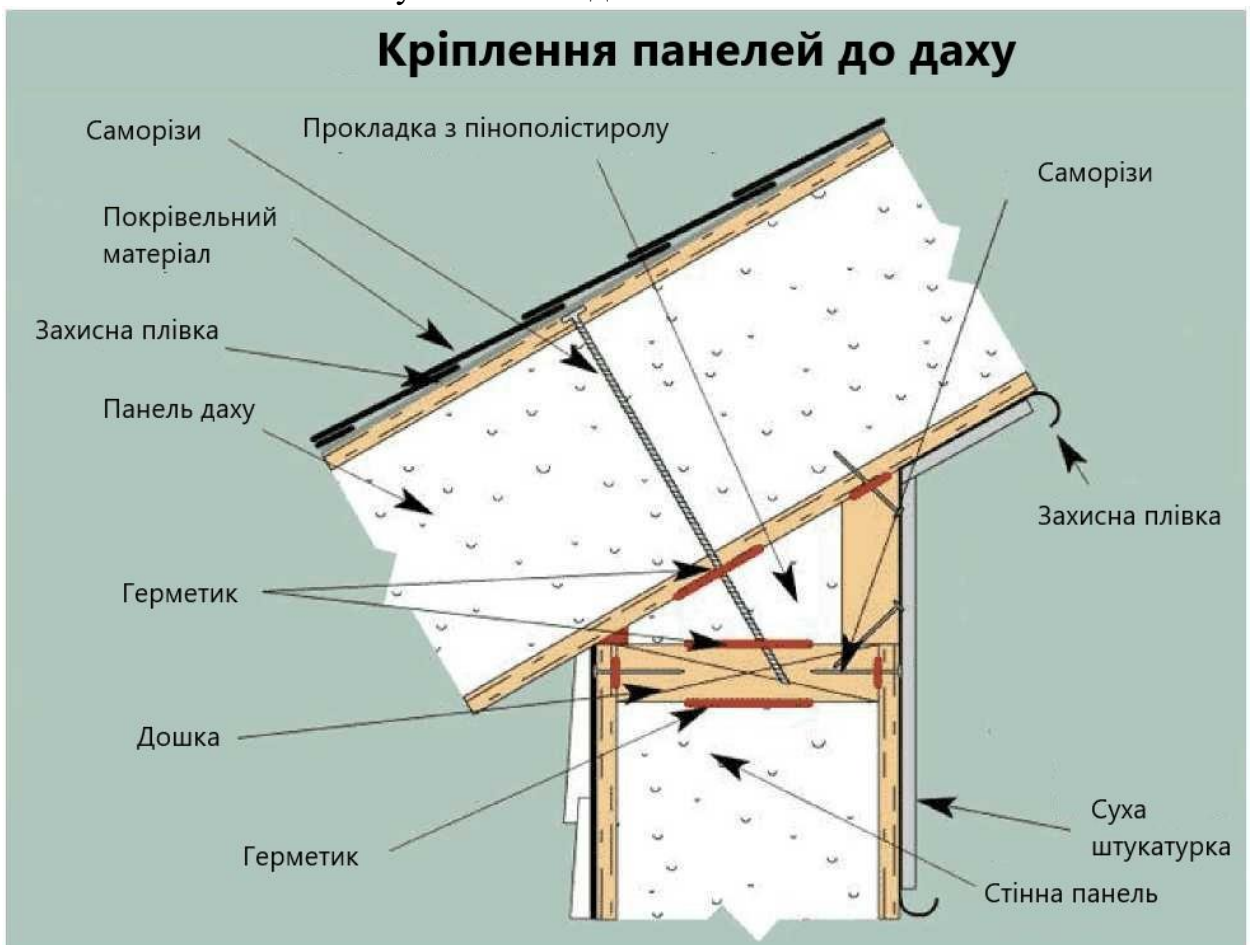 Кріплення панелей до даху
Саморізи
Прокладка з пінополістиролу
Саморізи
Покрівельний
матеріал
Захисна плівка
Панель даху
Захисна плівка
Герметик
Дошка
Суха
штукатурка
Герметик
Стінна панель